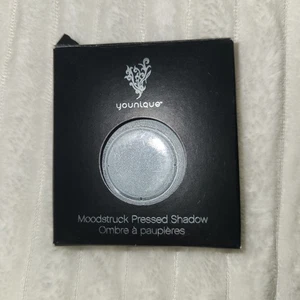 younique
Moodstruck Pressed Shadow
Ombre à paupières